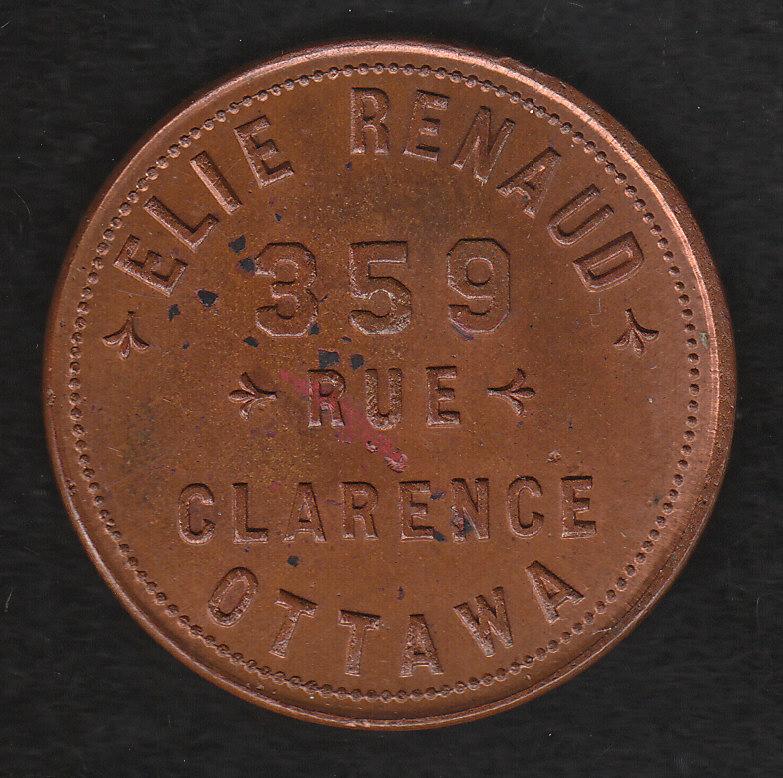 ELIE RENAUD
359
RUE
CLARENCE
OTTAWA